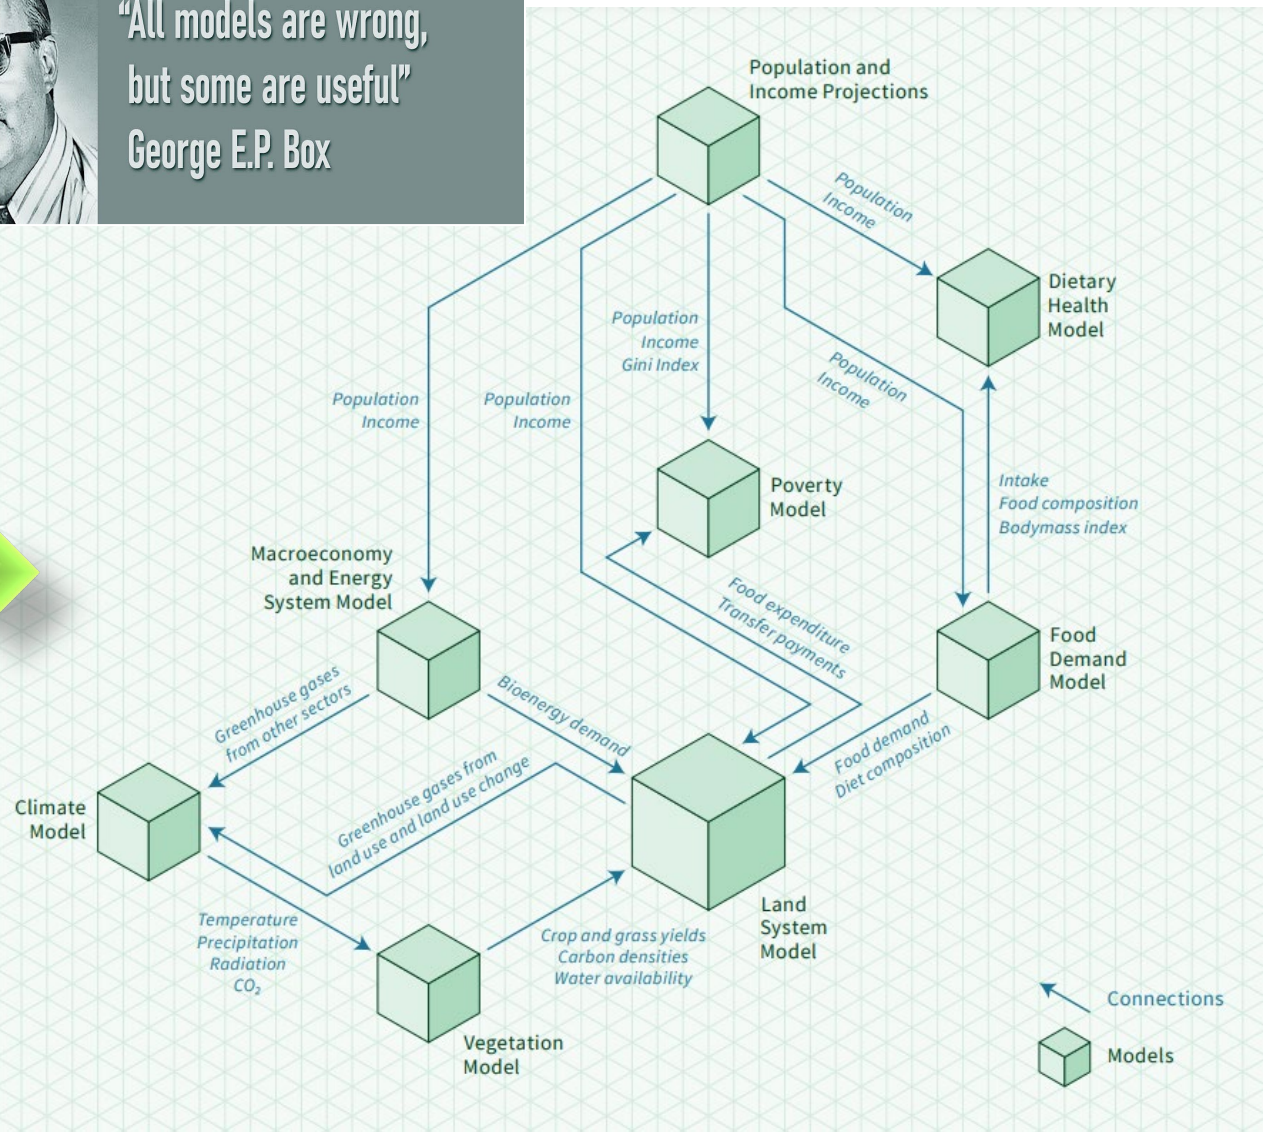 “All models are wrong,
but some are useful”
George E.P. Box
Population and
Income Projections
Population
Income
Dietary
Health
Model
Population
Income
Gini Index
Population
Income
Population
Income
Population
Income
Poverty
Model
Intake
Food composition
Bodymass index
Macroeconomy
and Energy
System Model
Food expenditure
Transfer payments
Food
Demand
Model
Greenhouse gases
from other sectors
Bioenergy demand
Food demand
Diet composition
Greenhouse gases from
land use and land use change
Climate
Model
Land
System
Model
Temperature
Precipitation
Radiation
CO₂
Crop and grass yields
Carbon densities
Water availability
Vegetation
Model
Connections
Models